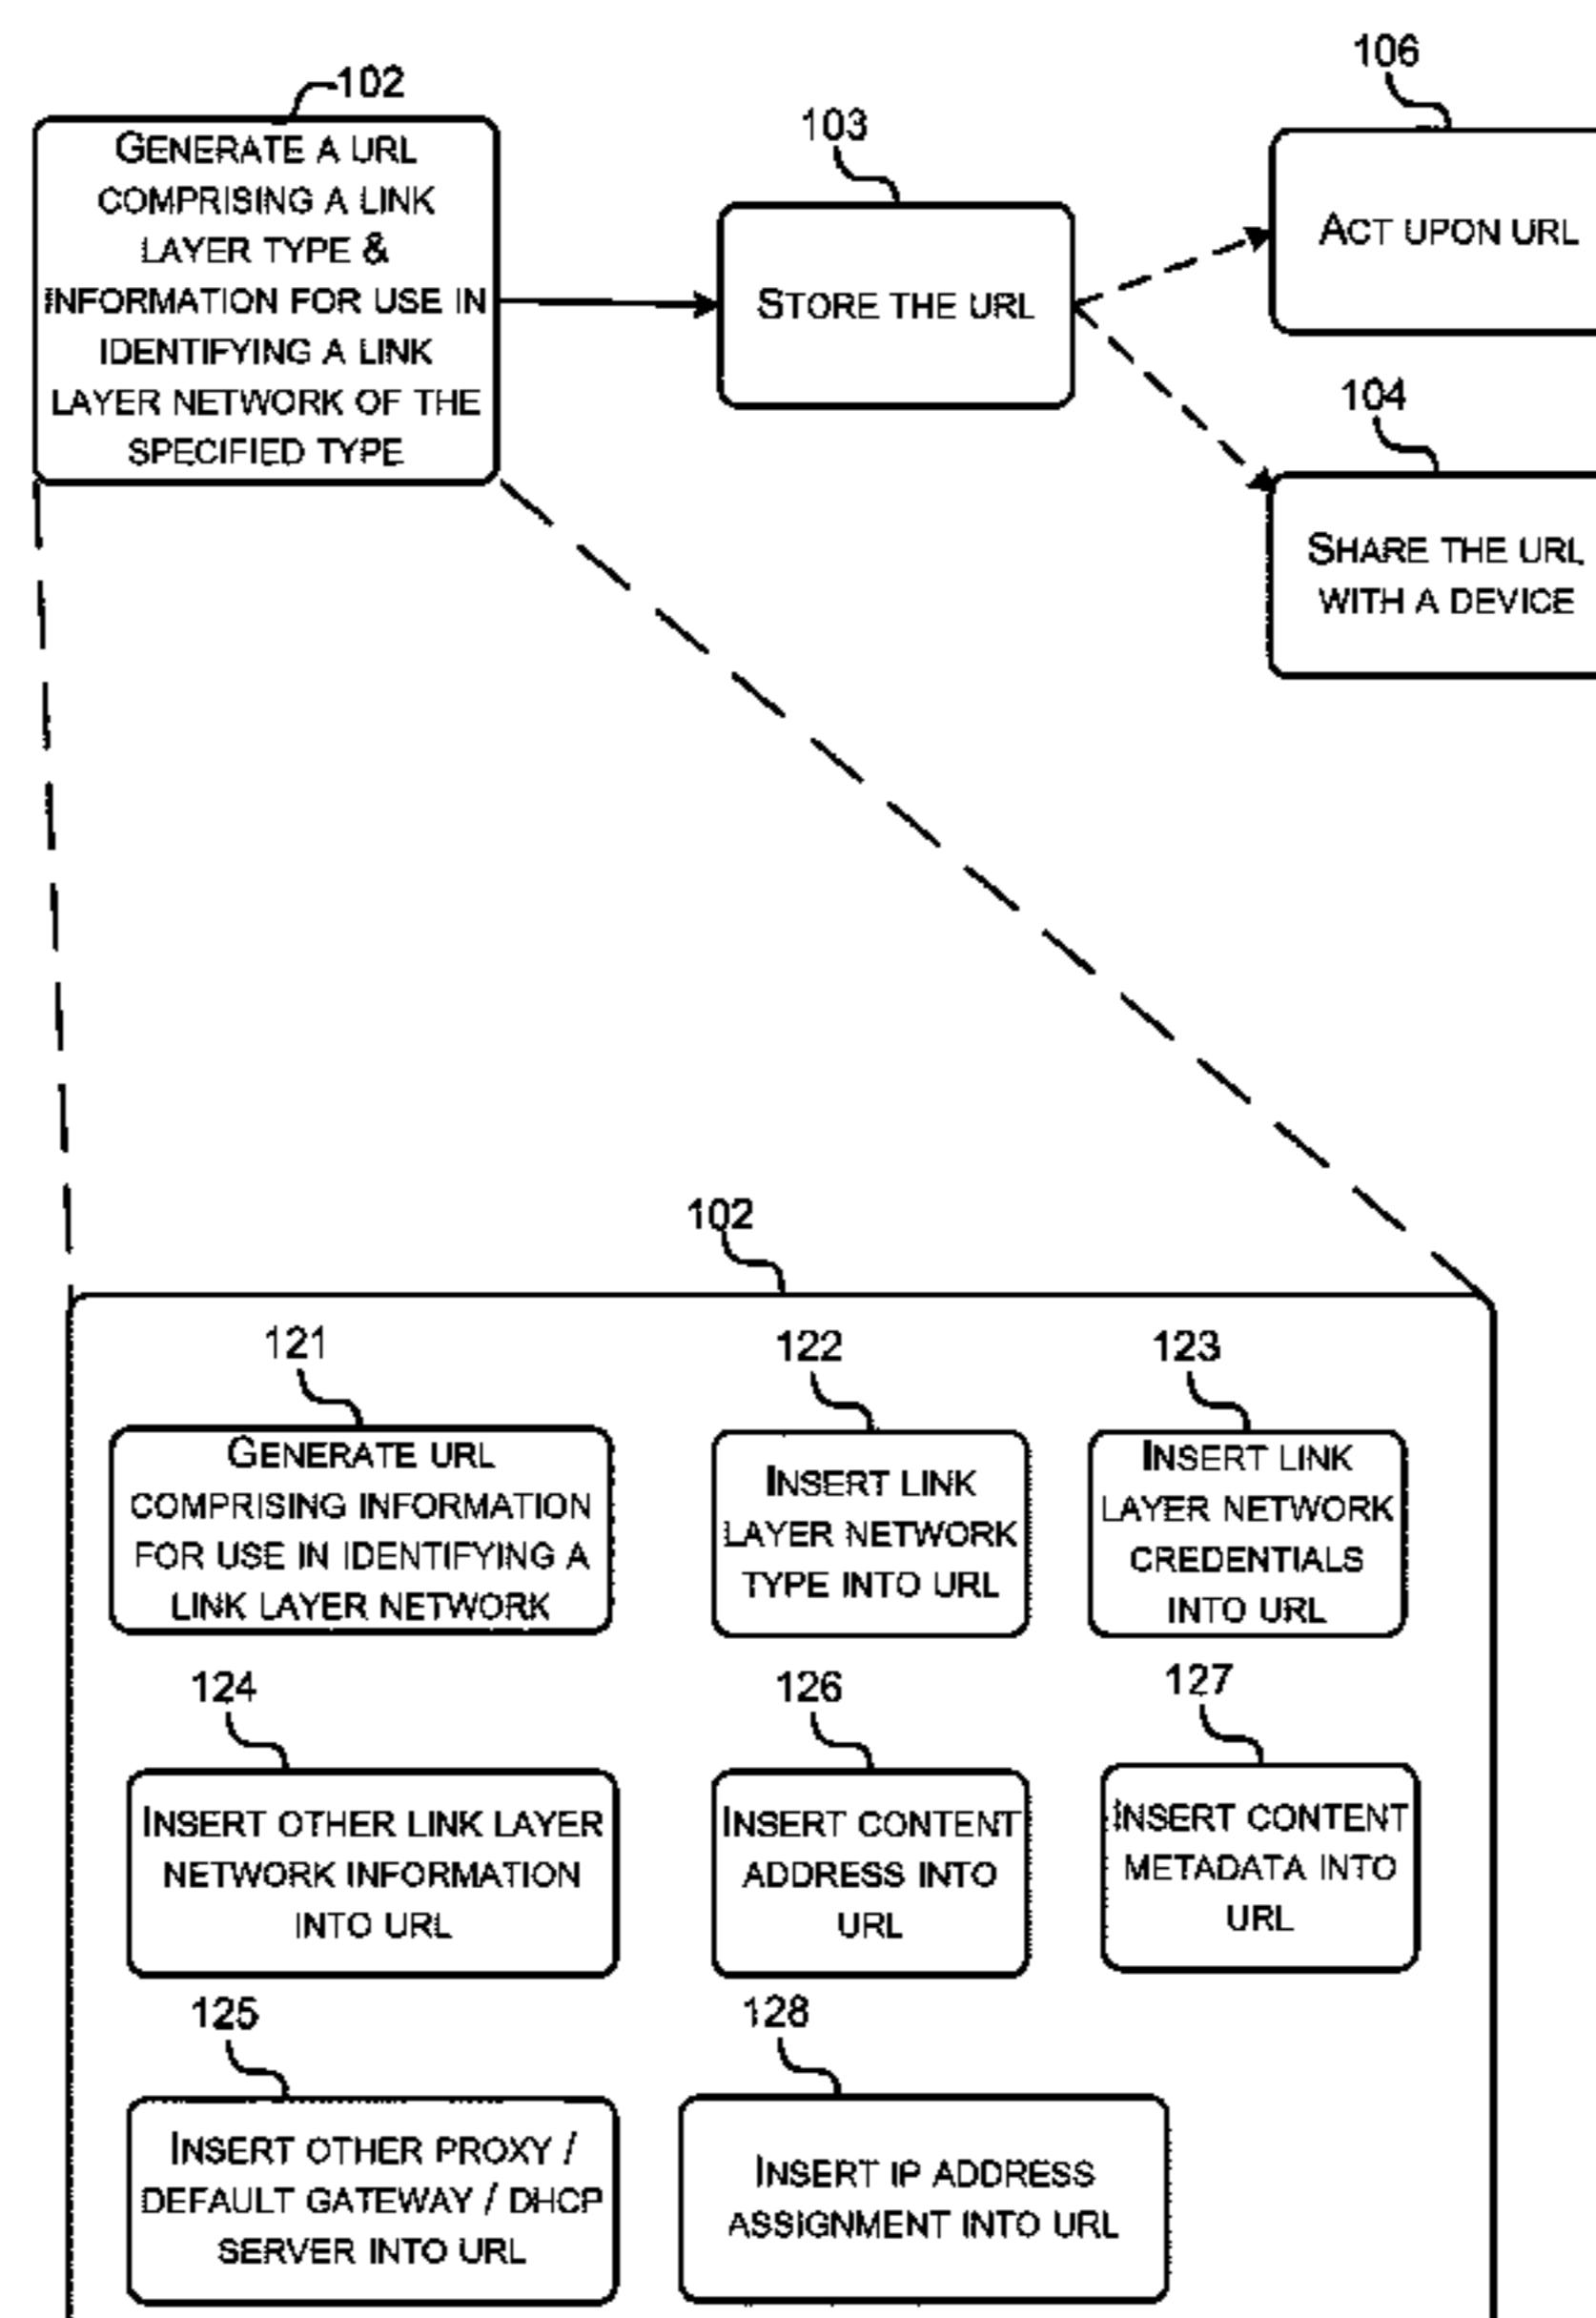 102
GENERATE A URL
COMPRISING A LINK
LAYER TYPE &
INFORMATION FOR USE IN
IDENTIFYING A LINK
LAYER NETWORK OF THE
SPECIFIED TYPE
103
STORE THE URL
106
ACT UPON URL
104
SHARE THE URL
WITH A DEVICE
102
121
GENERATE URL
COMPRISING INFORMATION
FOR USE IN IDENTIFYING A
LINK LAYER NETWORK
122
INSERT LINK
LAYER NETWORK
TYPE INTO URL
123
INSERT LINK
LAYER NETWORK
CREDENTIALS
INTO URL
124
INSERT OTHER LINK LAYER
NETWORK INFORMATION
INTO URL
126
INSERT CONTENT
ADDRESS INTO
URL
127
INSERT CONTENT
METADATA INTO
URL
125
INSERT OTHER PROXY /
DEFAULT GATEWAY / DHCP
SERVER INTO URL
128
INSERT IP ADDRESS
ASSIGNMENT INTO URL